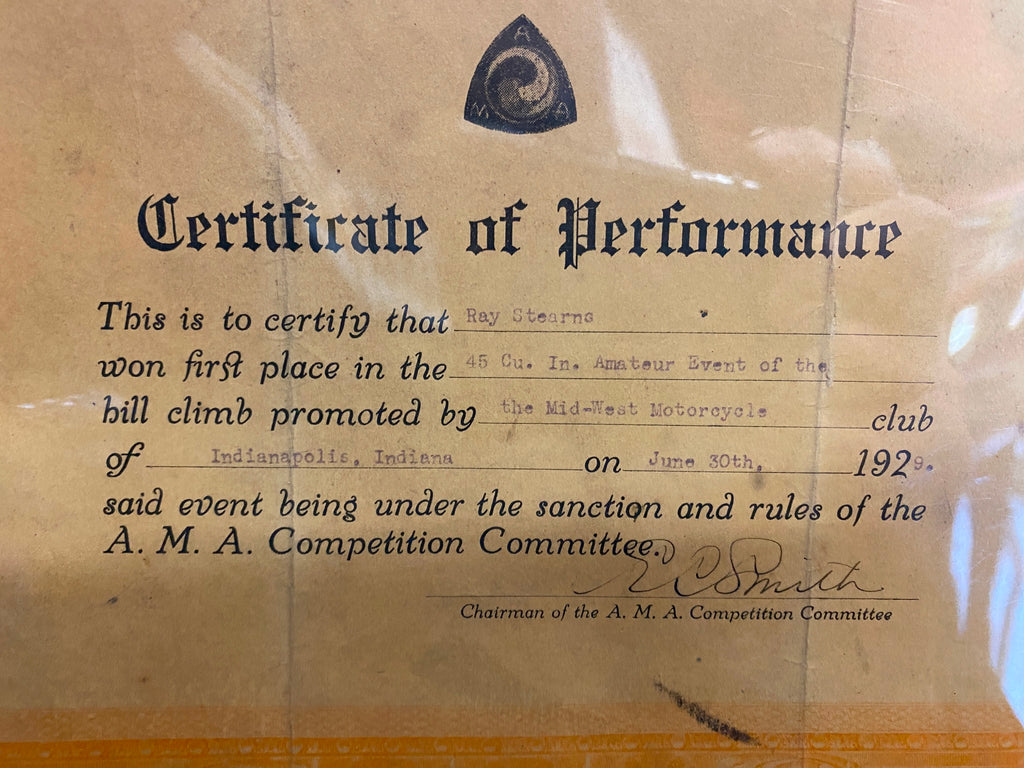 A
M A
Certificate of Performance
This is to certify that Ray Stearns
won first place in the 45 Cu. In. Amateur Event of the
hill climb promoted by the Mid-West Motorcycle club
of Indianapolis, Indiana on June 30th, 1929.
said event being under the sanction and rules of the
A. M. A. Competition Committee.
E C Smith
Chairman of the A. M. A. Competition Committee